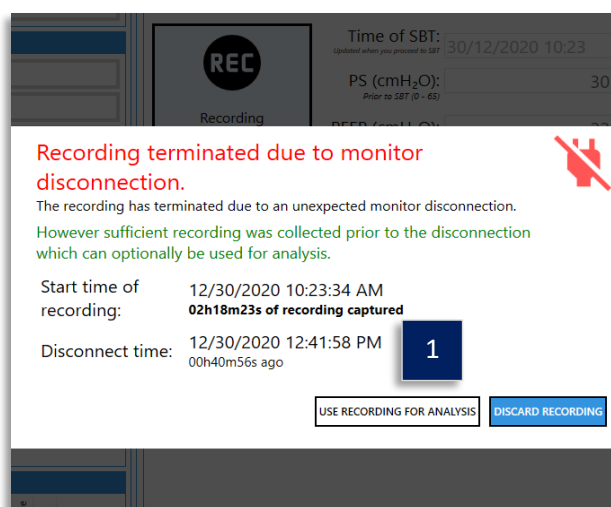 REC
Recording
Time of SBT:
Updated when you proceed to SBT
30/12/2020 10:23
PS (cmH₂O):
Prior to SBT (0 - 65)
30
Recording terminated due to monitor
disconnection.
The recording has terminated due to an unexpected monitor disconnection.
However sufficient recording was collected prior to the disconnection
which can optionally be used for analysis.
Start time of
recording:
12/30/2020 10:23:34 AM
02h18m23s of recording captured
Disconnect time:
12/30/2020 12:41:58 PM
00h40m56s ago
1
USE RECORDING FOR ANALYSIS
DISCARD RECORDING